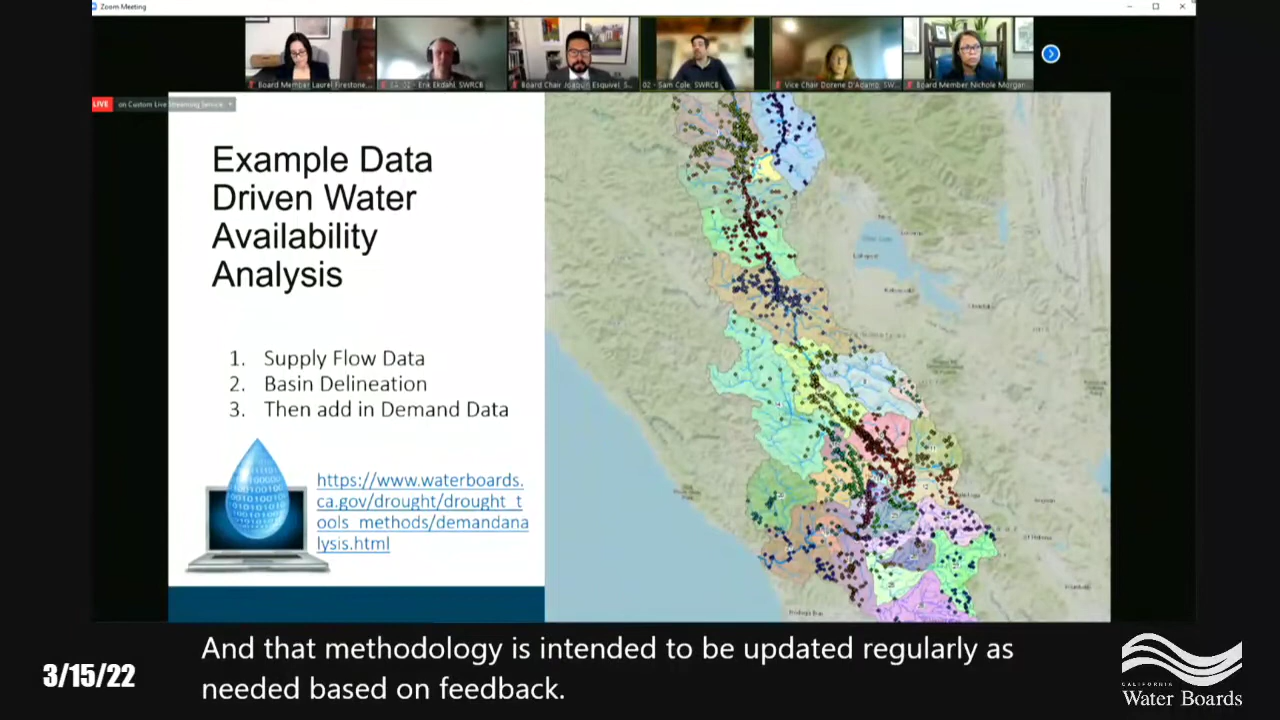 Zoom Meeting
Board Member Laurel Firestone...
Erik Ekdahl, SWRCB
Board Chair Joaquin Esquivel, S...
02 - Sam Cole, SWRCB
Vice Chair Dorene D'Adamo, SW...
Board Member Nichole Morgan
LIVE on Custom Live Streaming Service
Example Data
Driven Water
Availability
Analysis
1. Supply Flow Data
2. Basin Delineation
3. Then add in Demand Data
https://www.waterboards.
ca.gov/drought/drought_t
ools_methods/demandana
lysis.html
And that methodology is intended to be updated regularly as
needed based on feedback.
3/15/22
CALIFORNIA
Water Boards